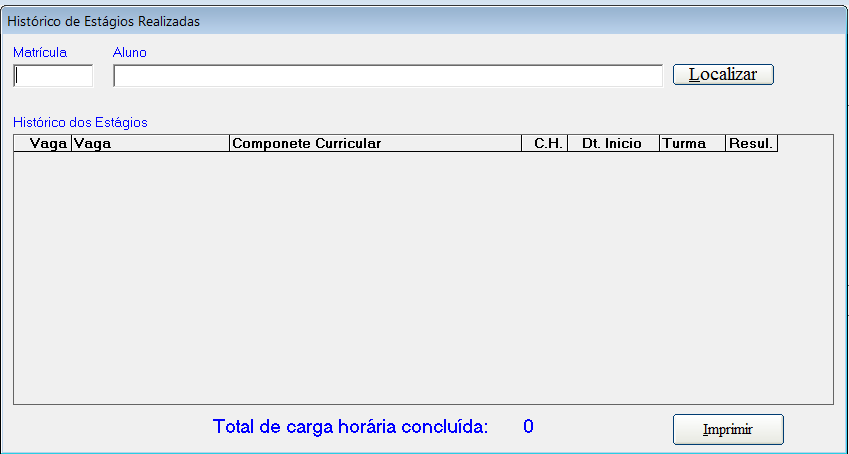 Histórico de Estágios Realizadas
Matrícula Aluno
Localizar
Histórico dos Estágios
Vaga Vaga Componete Curricular C.H. Dt. Inicio Turma Resul.
Total de carga horária concluída: 0
Imprimir